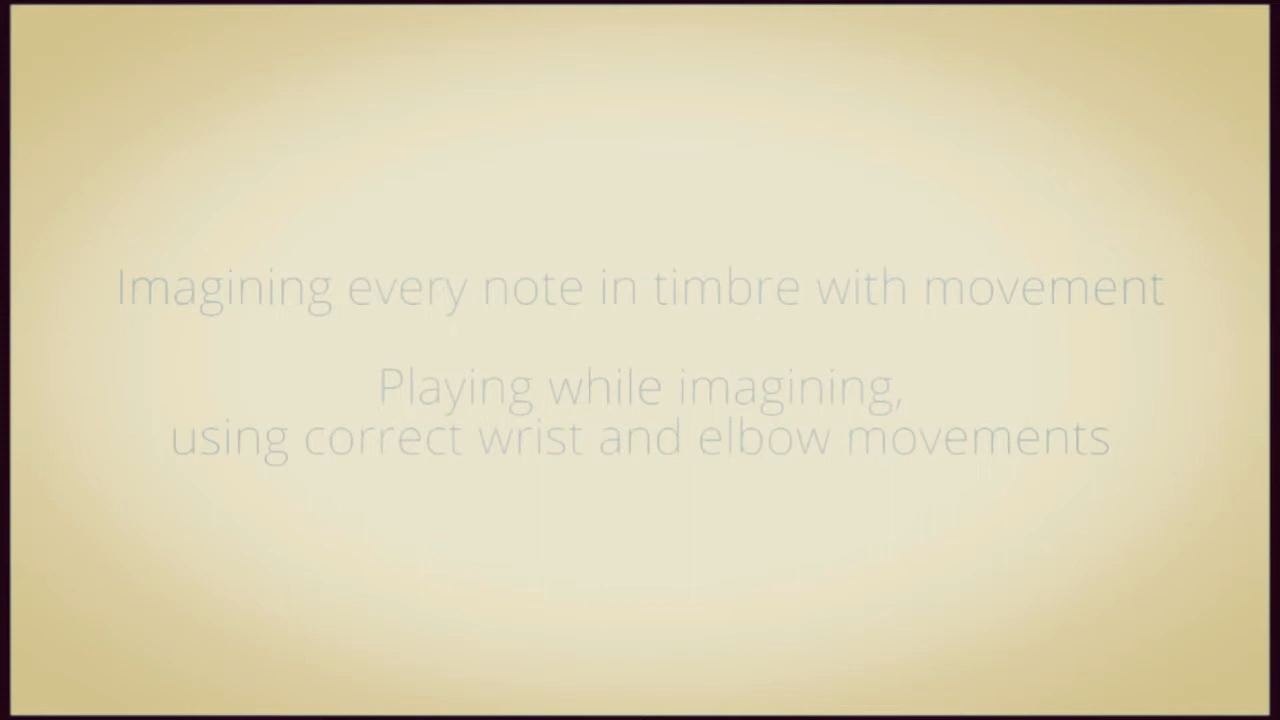 Imagining every note in timbre with movement
Playing while imagining,
using correct wrist and elbow movements